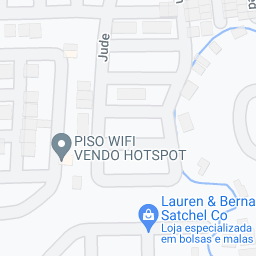 Jude
PISO WIFI
VENDO HOTSPOT
Lauren & Berna
Satchel Co
Loja especializada
em bolsas e malas